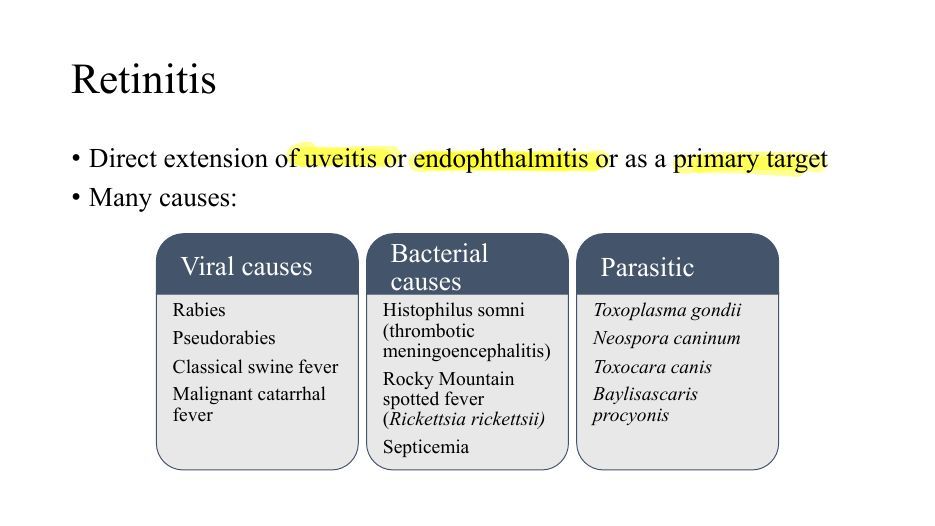 Retinitis
• Direct extension of uveitis or endophthalmitis or as a primary target
• Many causes:
Viral causes
Rabies
Pseudorabies
Classical swine fever
Malignant catarrhal
fever
Bacterial
causes
Histophilus somni
(thrombotic
meningoencephalitis)
Rocky Mountain
spotted fever
(Rickettsia rickettsii)
Septicemia
Parasitic
Toxoplasma gondii
Neospora caninum
Toxocara canis
Baylisascaris
procyonis